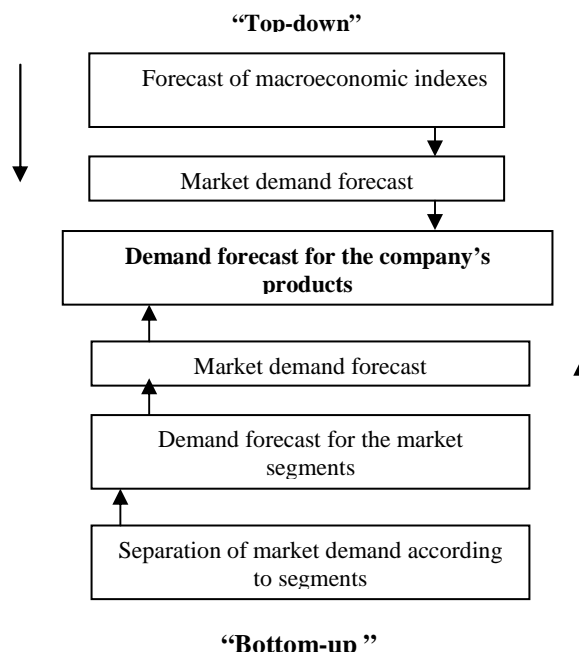 “Top-down”
Forecast of macroeconomic indexes
Market demand forecast
Demand forecast for the company’s
products
Market demand forecast
Demand forecast for the market
segments
Separation of market demand according
to segments
“Bottom-up ”